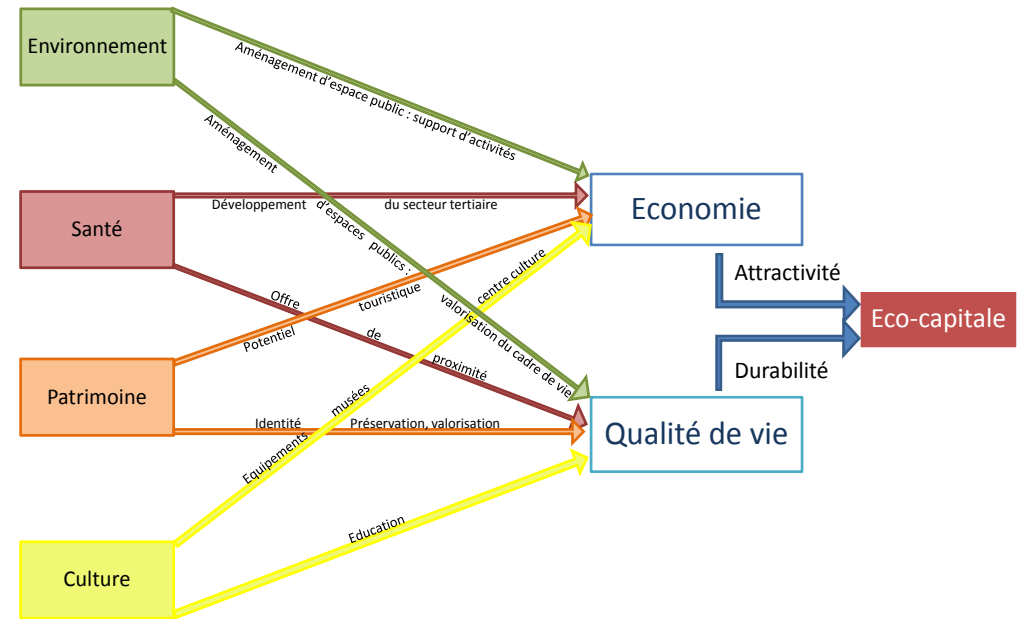 Environnement
Aménagement d'espace public : support d'activités
Aménagement d'espaces publics : valorisation du cadre de vie
Santé
Développement du secteur tertiaire
Offre de proximité
Economie
Attractivité
Eco-capitale
Durabilité
Potentiel touristique
Patrimoine
Identité Préservation, valorisation
Qualité de vie
Equipements musées centre culture
Education
Culture